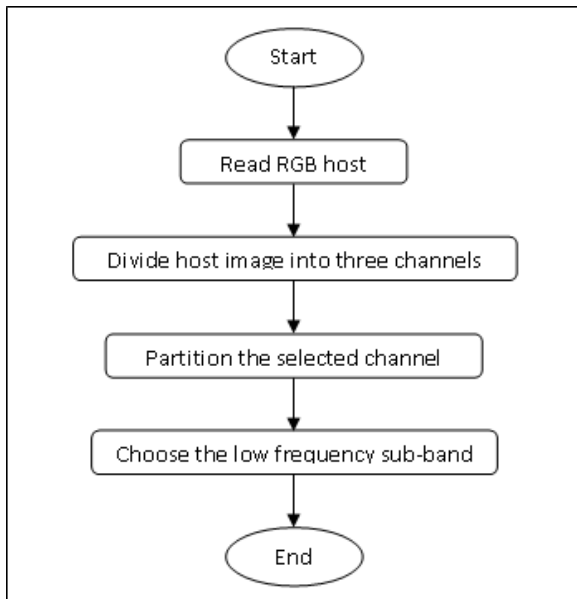 Start
Read RGB host
Divide host image into three channels
Partition the selected channel
Choose the low frequency sub-band
End